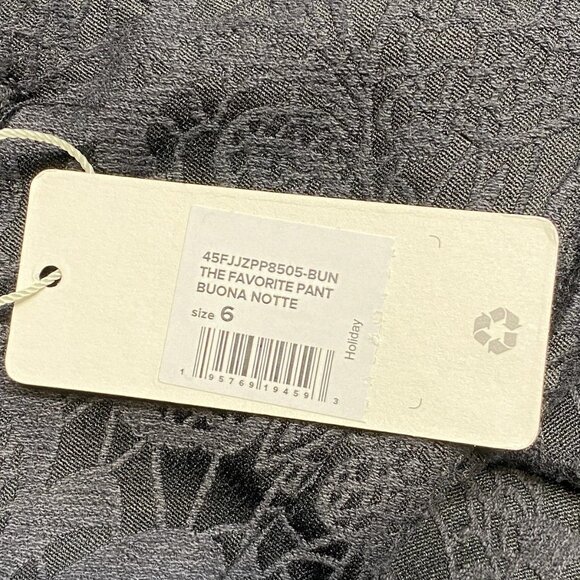 45FJJZPP8505-BUN
THE FAVORITE PANT
BUONA NOTTE
size 6
Holiday
1 95769 19459 3